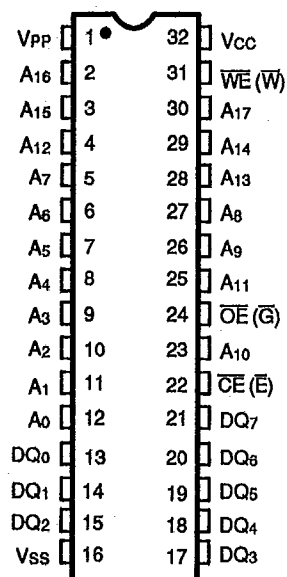 VPP 1 32 VCC
A16 2 31 W̅E̅ (W̅)
A15 3 30 A17
A12 4 29 A14
A7 5 28 A13
A6 6 27 A8
A5 7 26 A9
A4 8 25 A11
A3 9 24 O̅E̅ (G̅)
A2 10 23 A10
A1 11 22 C̅E̅ (E̅)
A0 12 21 DQ7
DQ0 13 20 DQ6
DQ1 14 19 DQ5
DQ2 15 18 DQ4
VSS 16 17 DQ3